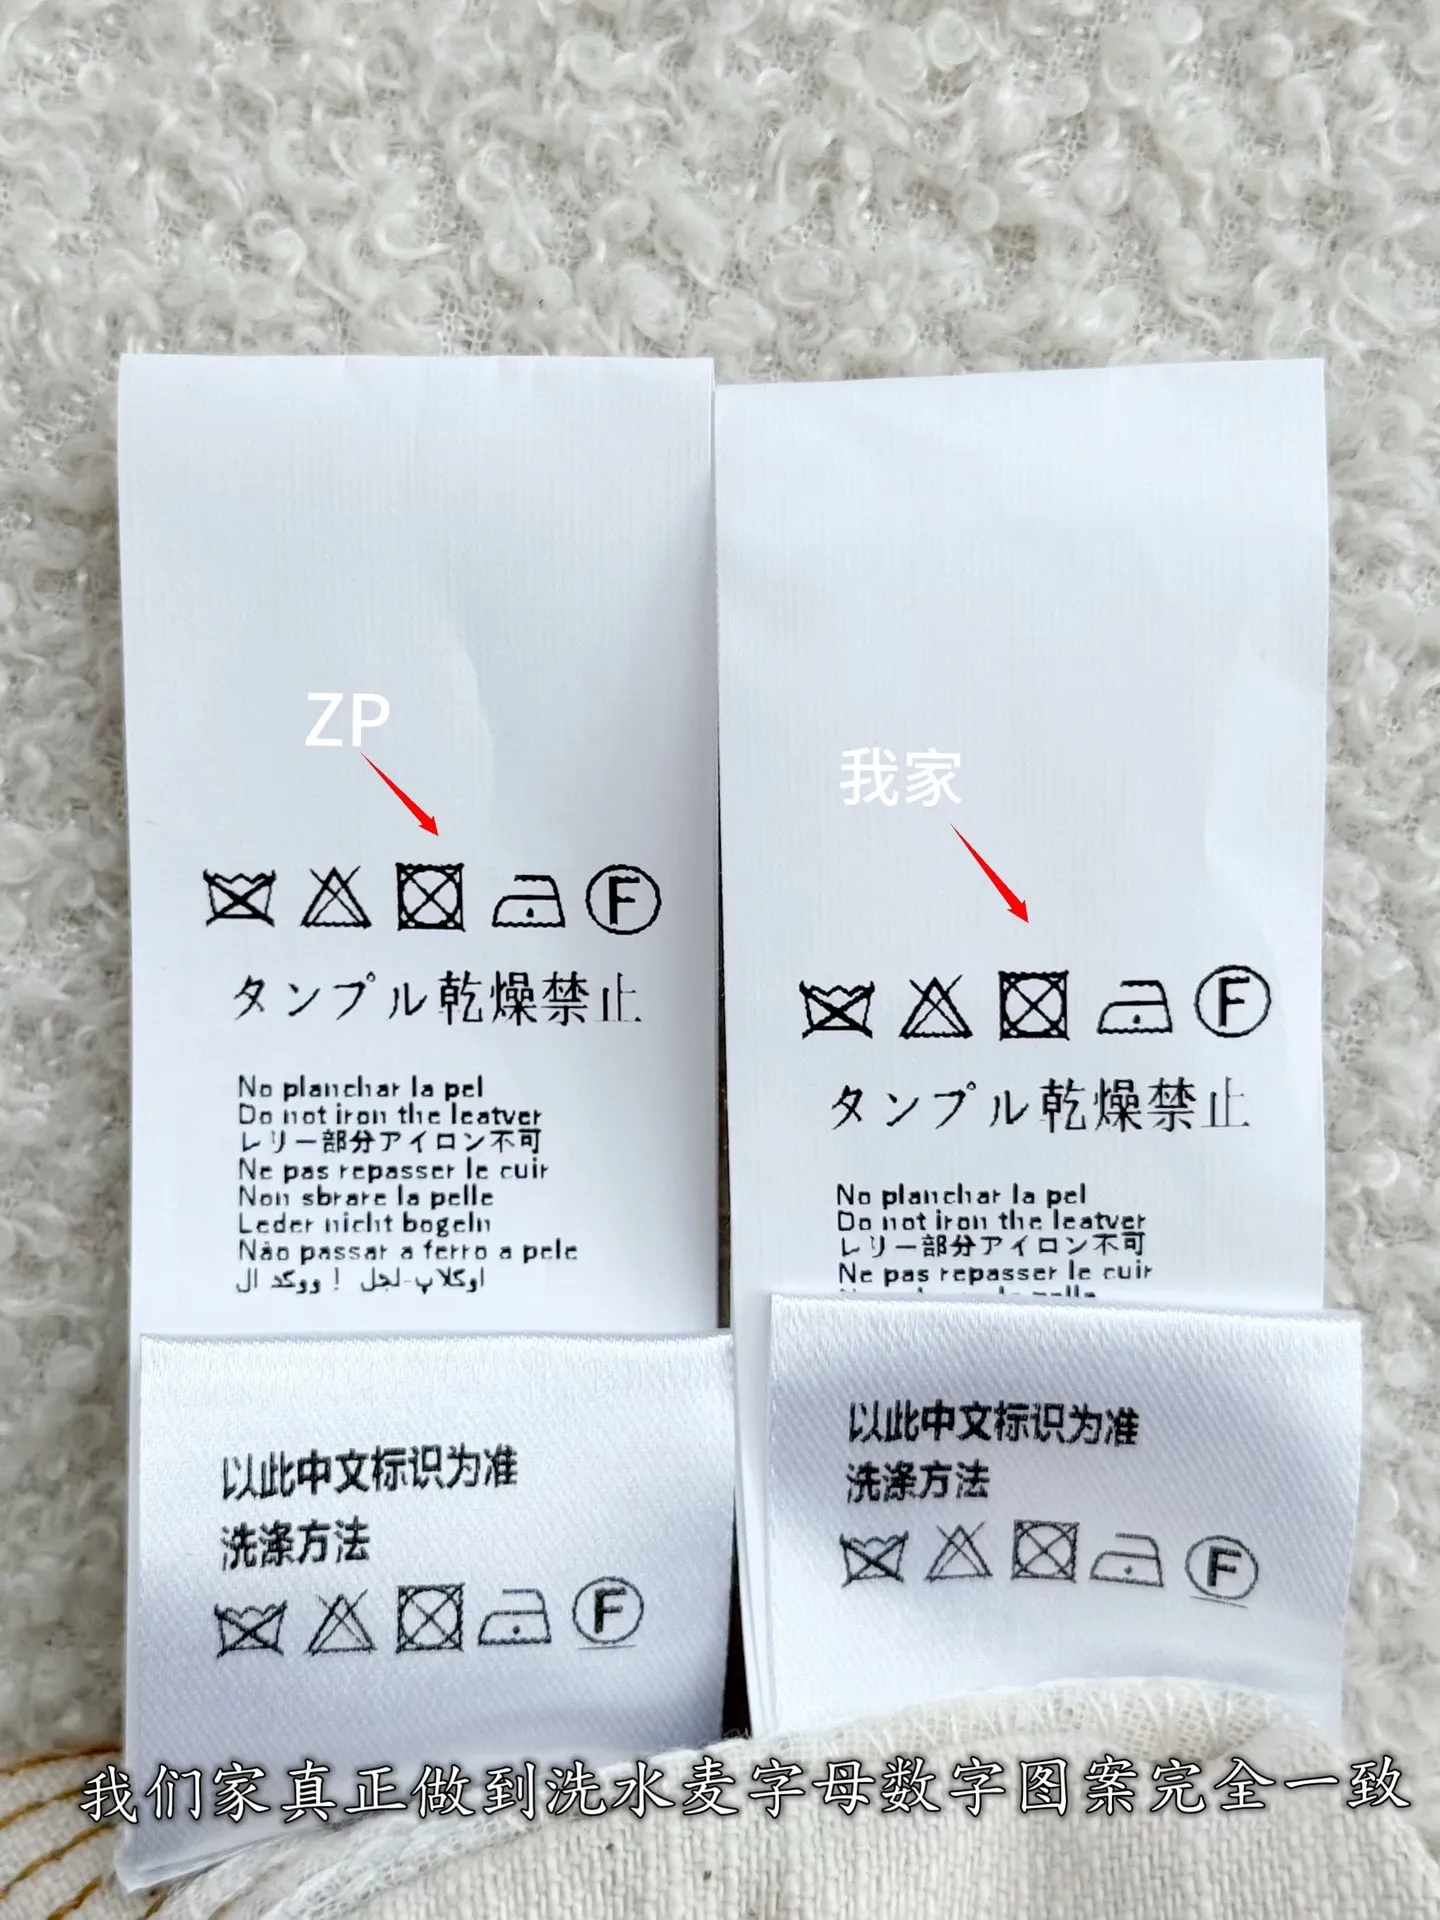 ZP
F
タンプル乾燥禁止
No planchar la pel
Do not iron the leatver
レリー部分アイロン不可
Ne pas repasser le cuir
Non sbrare la pelle
Leder nicht bogeln
Não passar a ferro a pele
以此中文标识为准
洗涤方法
F
我家
F
タンプル乾燥禁止
No planchar la pel
Do not iron the leatver
レリー部分アイロン不可
Ne pas repasser le cuir
以此中文标识为准
洗涤方法
F
我们家真正做到洗水麦字母数字图案完全一致